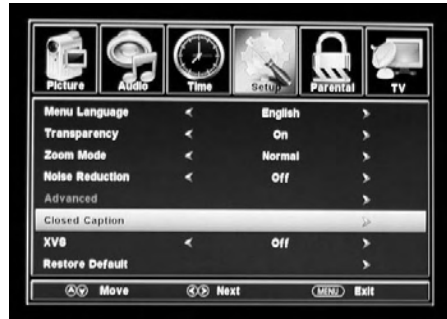 Picture Audio Time Setup Parental TV
Menu Language English
Transparency On
Zoom Mode Normal
Noise Reduction Off
Advanced
Closed Caption
XV6 Off
Restore Default
Move Next MENU Exit